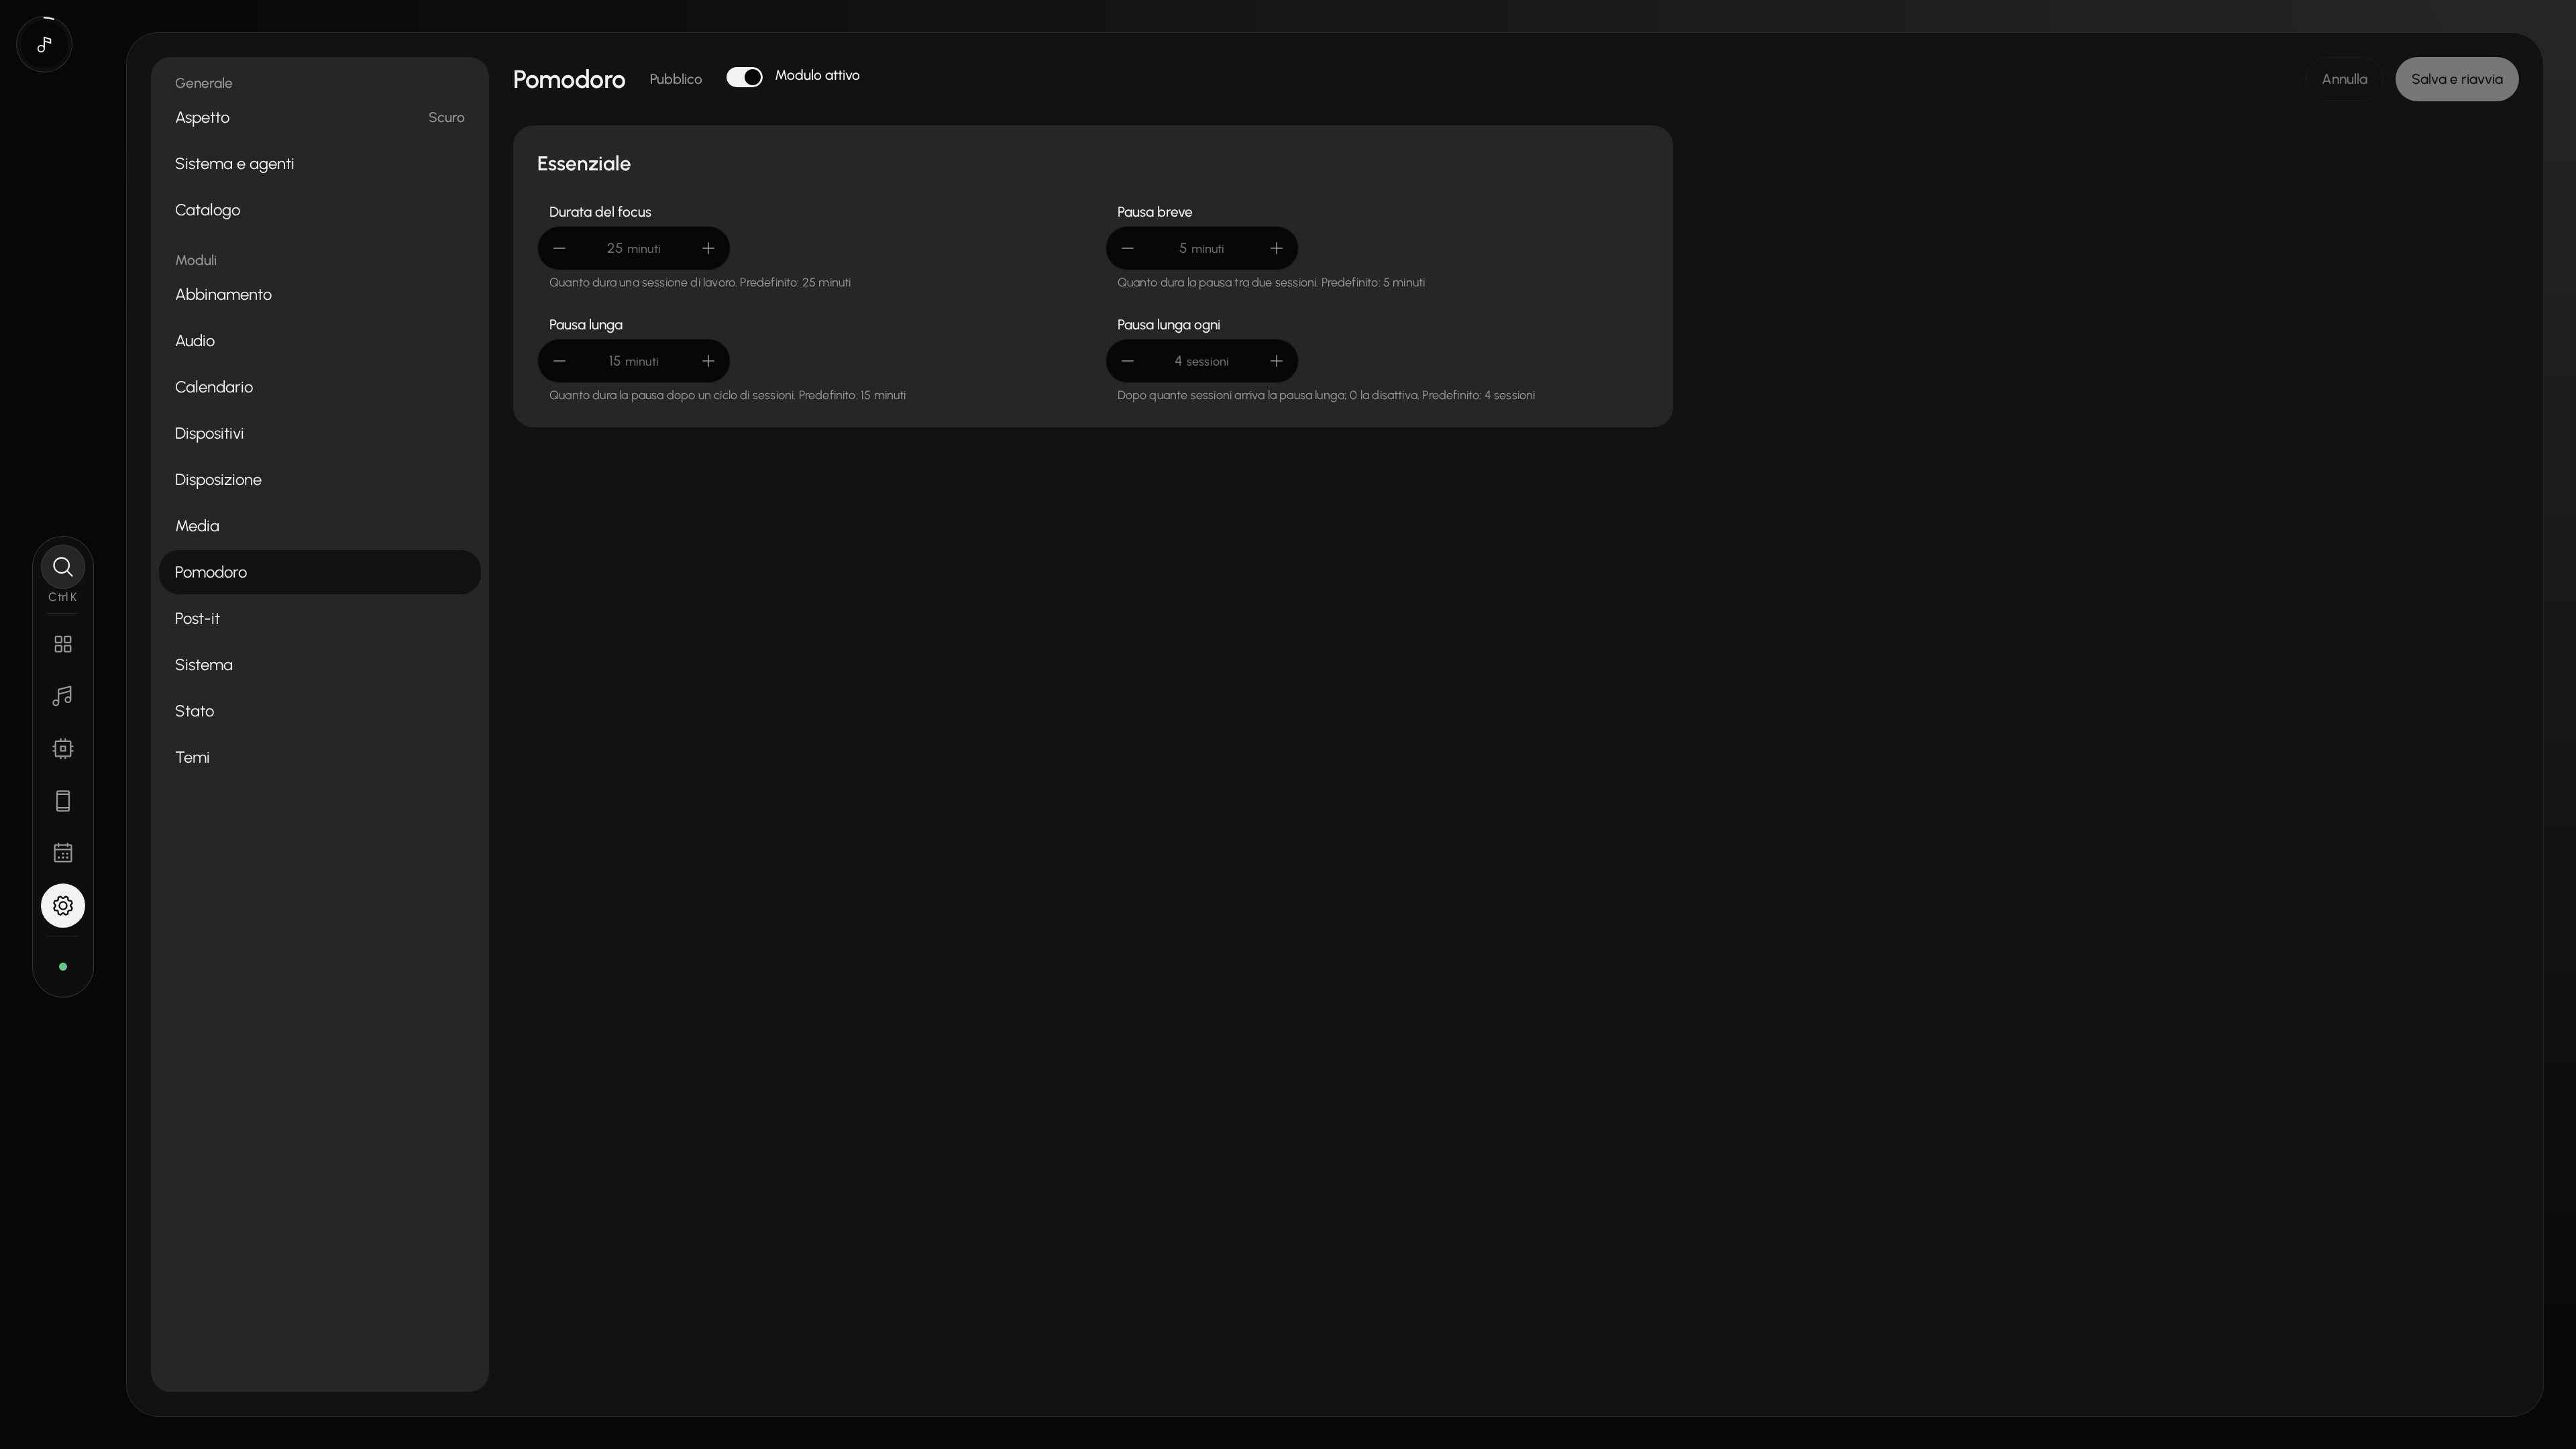 Generale
Aspetto Scuro
Sistema e agenti
Catalogo
Moduli
Abbinamento
Audio
Calendario
Dispositivi
Disposizione
Media
Pomodoro
Post-it
Sistema
Stato
Temi
Ctrl K
Pomodoro Pubblico Modulo attivo Annulla Salva e riavvia
Essenziale
Durata del focus
25 minuti
Quanto dura una sessione di lavoro. Predefinito: 25 minuti
Pausa breve
5 minuti
Quanto dura la pausa tra due sessioni. Predefinito: 5 minuti
Pausa lunga
15 minuti
Quanto dura la pausa dopo un ciclo di sessioni. Predefinito: 15 minuti
Pausa lunga ogni
4 sessioni
Dopo quante sessioni arriva la pausa lunga; 0 la disattiva. Predefinito: 4 sessioni